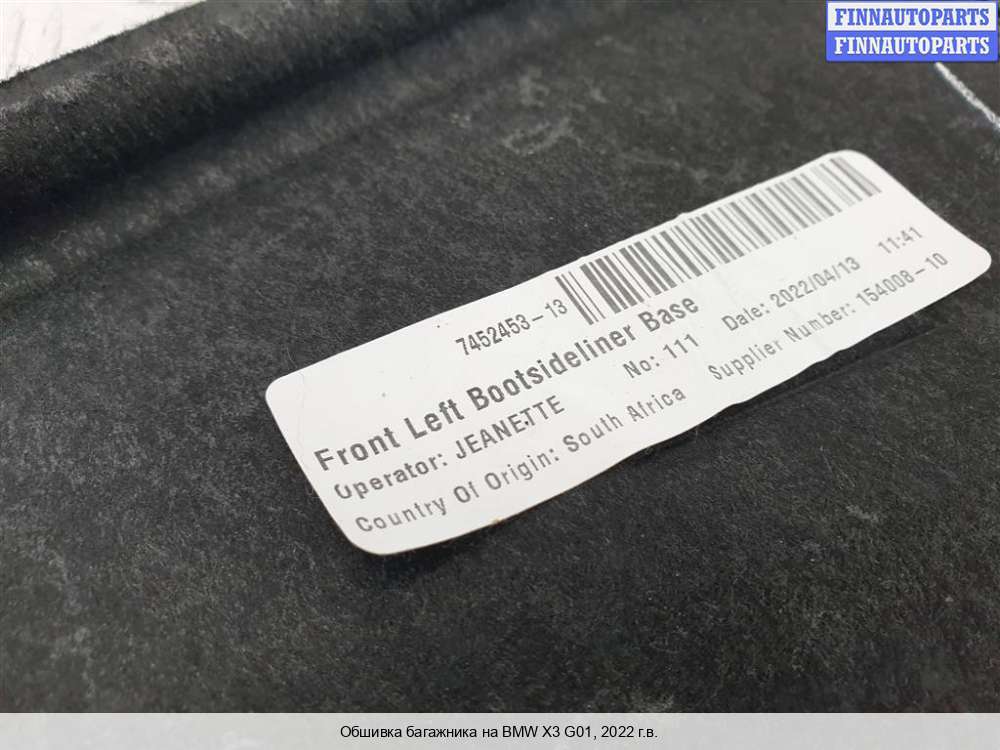 FINNAUTOPARTS
FINNAUTOPARTS
7452453-13
Front Left Bootsideliner Base
Operator: JEANETTE No: 111 Date: 2022/04/13 11:41
Country Of Origin: South Africa Supplier Number: 154008-10
Обшивка багажника на BMW X3 G01, 2022 г.в.